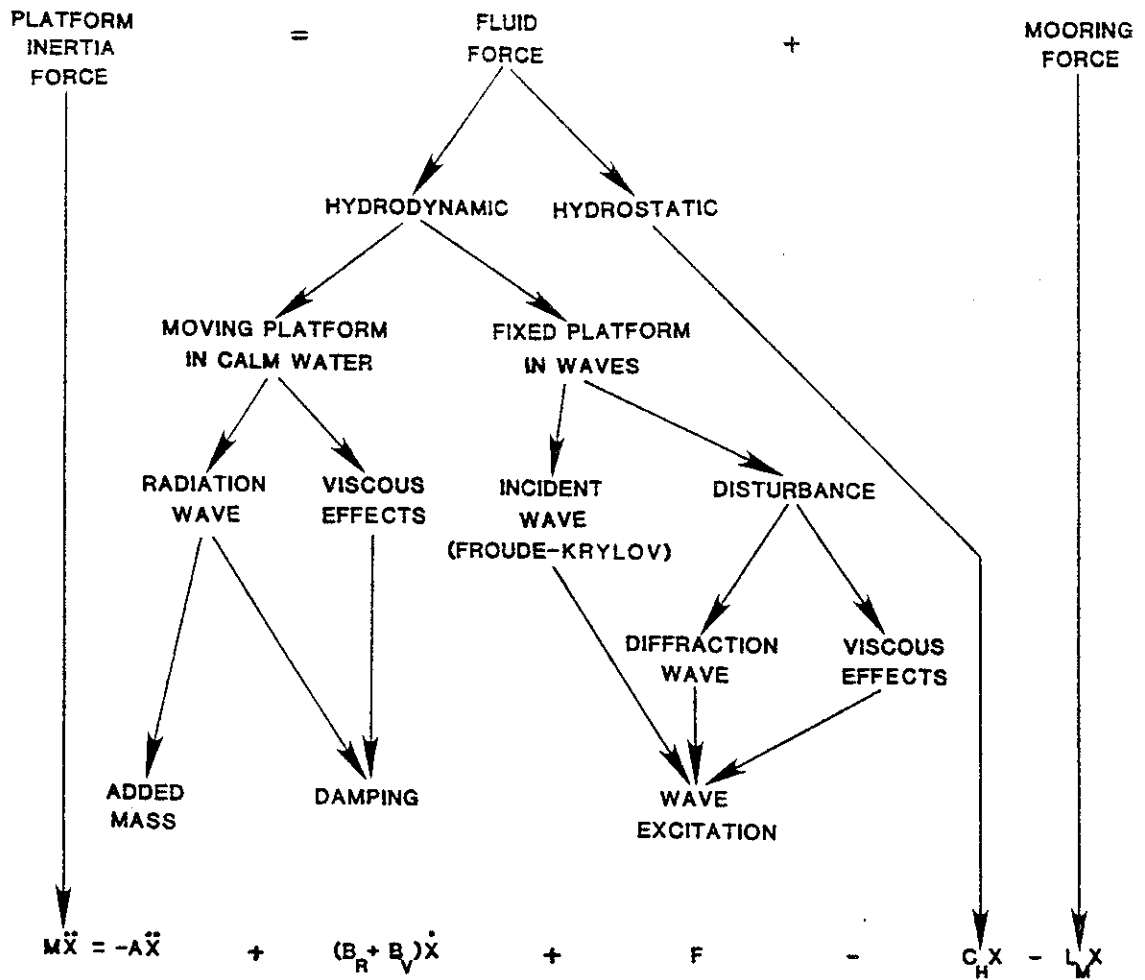 PLATFORM INERTIA FORCE
=
FLUID FORCE
+
MOORING FORCE
HYDRODYNAMIC
HYDROSTATIC
MOVING PLATFORM IN CALM WATER
FIXED PLATFORM IN WAVES
RADIATION WAVE
VISCOUS EFFECTS
INCIDENT WAVE (FROUDE-KRYLOV)
DISTURBANCE
DIFFRACTION WAVE
VISCOUS EFFECTS
ADDED MASS
DAMPING
WAVE EXCITATION
MẌ = -AẌ + (B_R + B_V)Ẋ + F - C_H X - L_M X